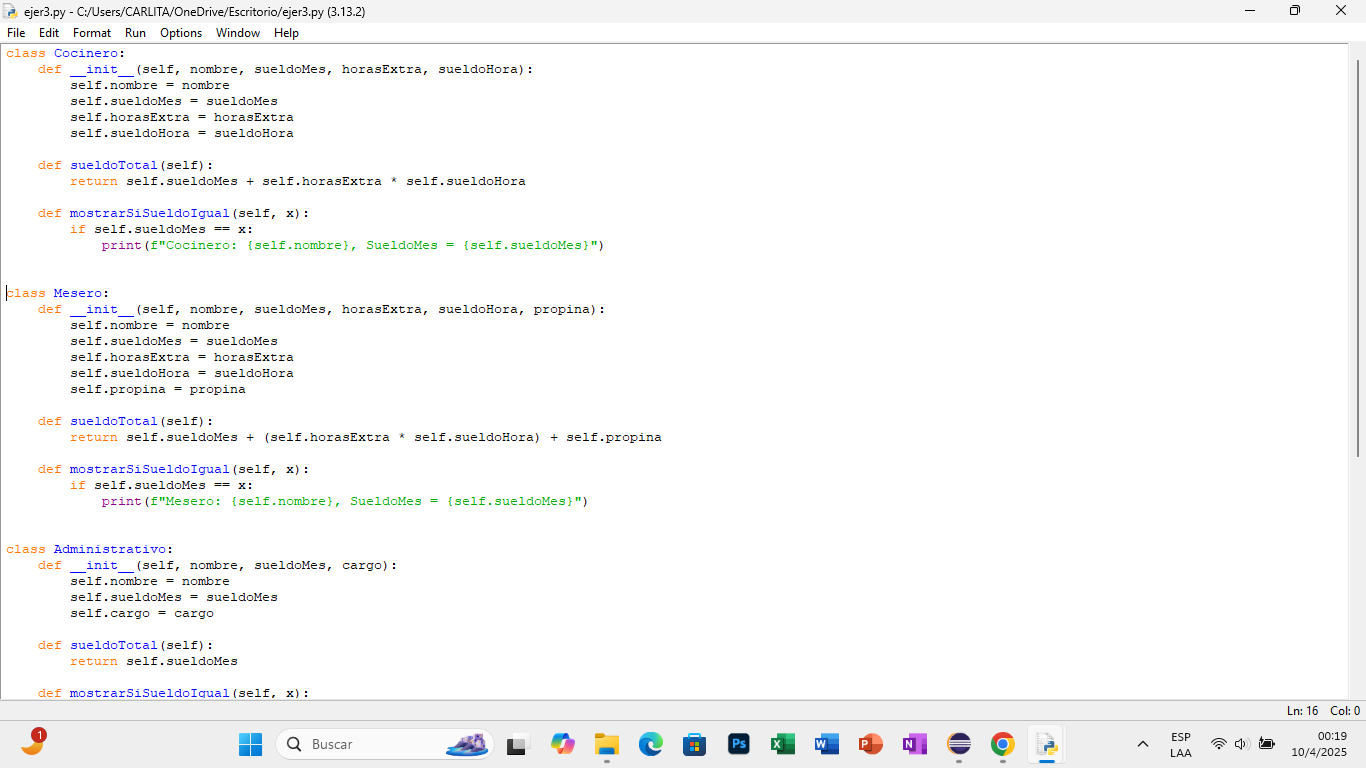 ejer3.py - C:/Users/CARLITA/OneDrive/Escritorio/ejer3.py (3.13.2)
File Edit Format Run Options Window Help
class Cocinero:
    def __init__(self, nombre, sueldoMes, horasExtra, sueldoHora):
        self.nombre = nombre
        self.sueldoMes = sueldoMes
        self.horasExtra = horasExtra
        self.sueldoHora = sueldoHora

    def sueldoTotal(self):
        return self.sueldoMes + self.horasExtra * self.sueldoHora

    def mostrarSiSueldoIgual(self, x):
        if self.sueldoMes == x:
            print(f"Cocinero: {self.nombre}, SueldoMes = {self.sueldoMes}")


class Mesero:
    def __init__(self, nombre, sueldoMes, horasExtra, sueldoHora, propina):
        self.nombre = nombre
        self.sueldoMes = sueldoMes
        self.horasExtra = horasExtra
        self.sueldoHora = sueldoHora
        self.propina = propina

    def sueldoTotal(self):
        return self.sueldoMes + (self.horasExtra * self.sueldoHora) + self.propina

    def mostrarSiSueldoIgual(self, x):
        if self.sueldoMes == x:
            print(f"Mesero: {self.nombre}, SueldoMes = {self.sueldoMes}")


class Administrativo:
    def __init__(self, nombre, sueldoMes, cargo):
        self.nombre = nombre
        self.sueldoMes = sueldoMes
        self.cargo = cargo

    def sueldoTotal(self):
        return self.sueldoMes

    def mostrarSiSueldoIgual(self, x):
Ln: 16 Col: 0
1
Buscar
Ps
X
W
P
N
ESP
LAA
00:19
10/4/2025